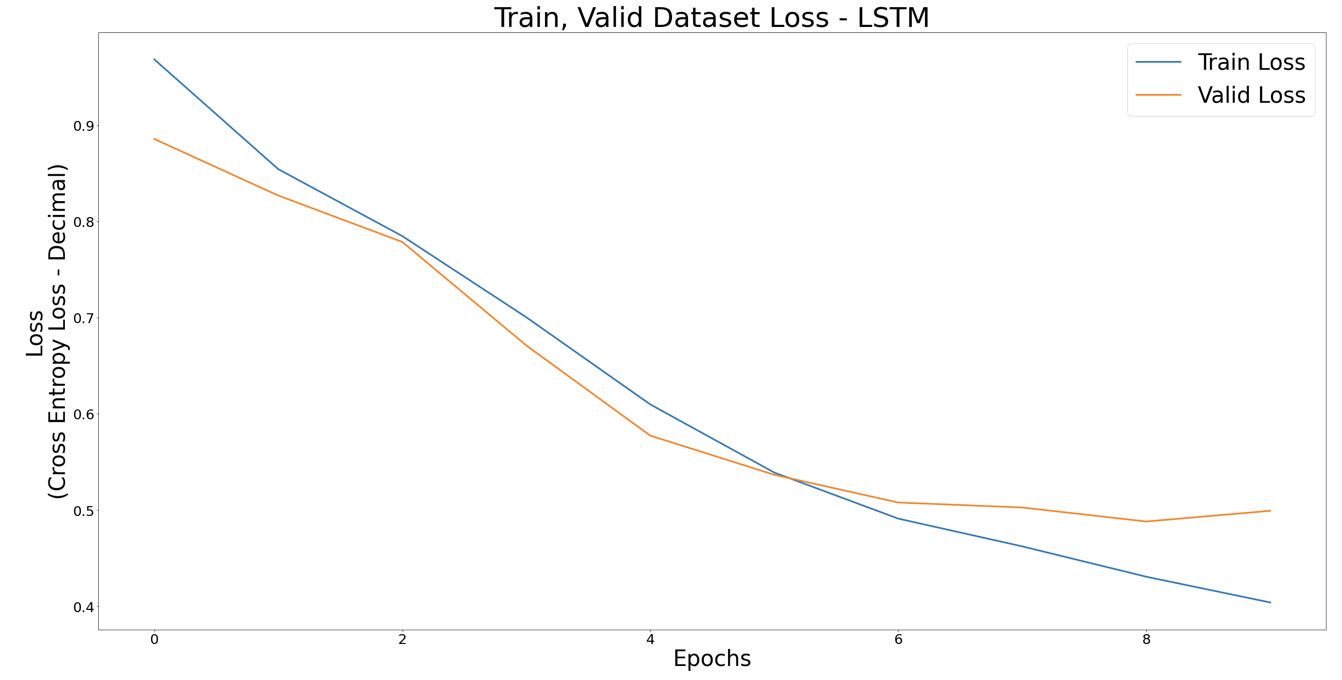 Train, Valid Dataset Loss - LSTM
Train Loss
Valid Loss
Loss
(Cross Entropy Loss - Decimal)
0.9
0.8
0.7
0.6
0.5
0.4
0
2
4
6
8
Epochs